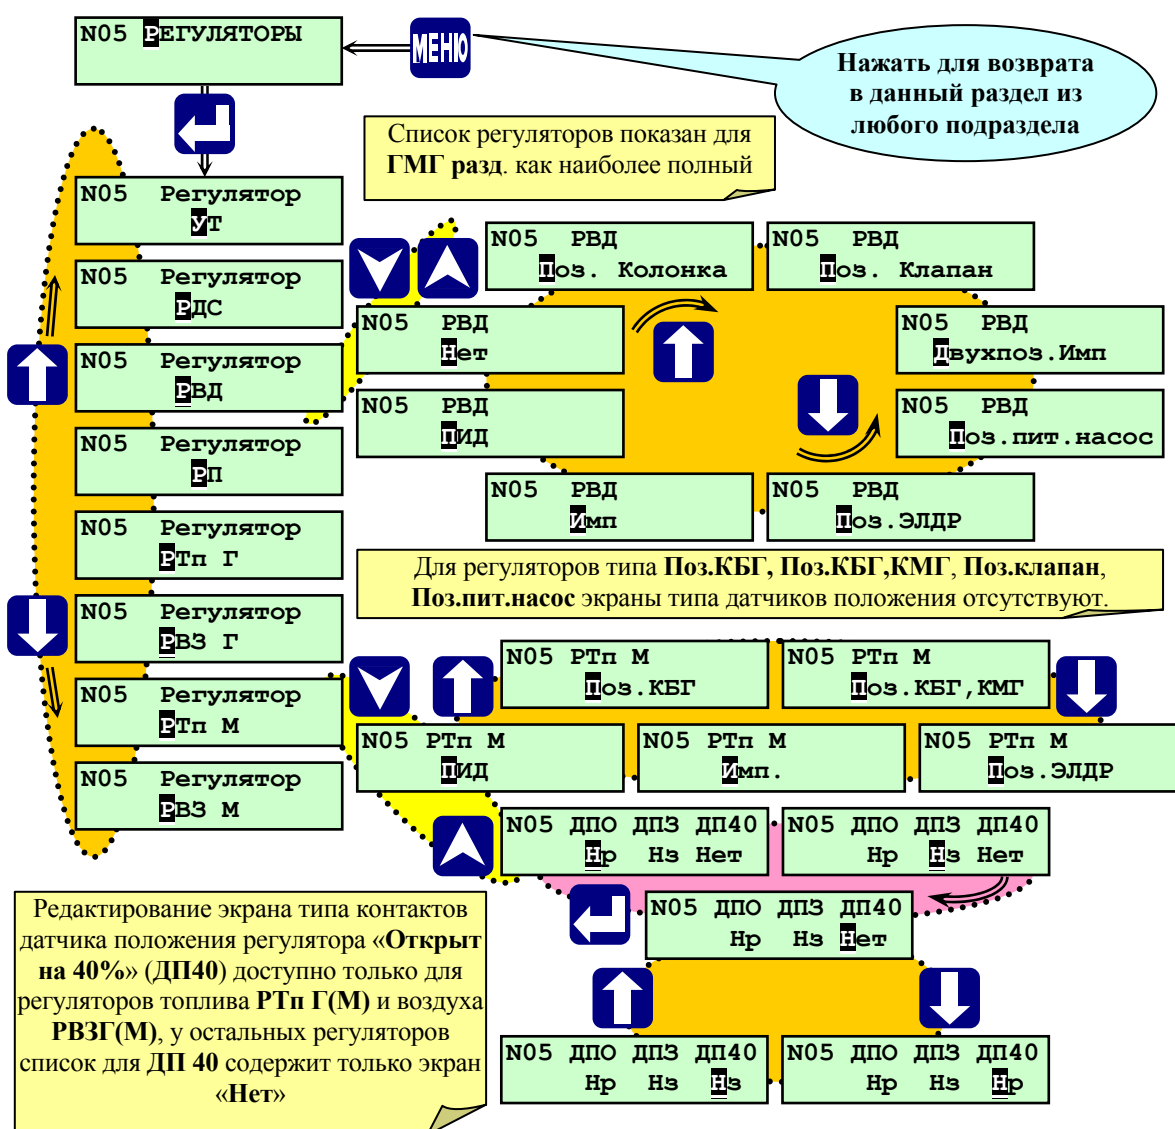 N05 РЕГУЛЯТОРЫ
МЕНЮ
Нажать для возврата
в данный раздел из
любого подраздела
Список регуляторов показан для
ГМГ разд. как наиболее полный
N05 Регулятор
УТ
N05 Регулятор
РДС
N05 Регулятор
РВД
N05 Регулятор
РП
N05 Регулятор
РТп Г
N05 Регулятор
РВЗ Г
N05 Регулятор
РТп М
N05 Регулятор
РВЗ М
N05 РВД
Поз. Колонка
N05 РВД
Поз. Клапан
N05 РВД
Нет
N05 РВД
Двухпоз.Имп
N05 РВД
ПИД
N05 РВД
Поз.пит.насос
N05 РВД
Имп
N05 РВД
Поз.ЭЛДР
Для регуляторов типа Поз.КБГ, Поз.КБГ,КМГ, Поз.клапан,
Поз.пит.насос экраны типа датчиков положения отсутствуют.
N05 РТп М
Поз.КБГ
N05 РТп М
Поз.КБГ,КМГ
N05 РТп М
ПИД
N05 РТп М
Имп.
N05 РТп М
Поз.ЭЛДР
N05 ДПО ДПЗ ДП40
Нр Нз Нет
N05 ДПО ДПЗ ДП40
Нр Нз Нет
N05 ДПО ДПЗ ДП40
Нр Нз Нет
N05 ДПО ДПЗ ДП40
Нр Нз Нз
N05 ДПО ДПЗ ДП40
Нр Нз Нр
Редактирование экрана типа контактов
датчика положения регулятора «Открыт
на 40%» (ДП40) доступно только для
регуляторов топлива РТп Г(М) и воздуха
РВЗГ(М), у остальных регуляторов
список для ДП 40 содержит только экран
«Нет»